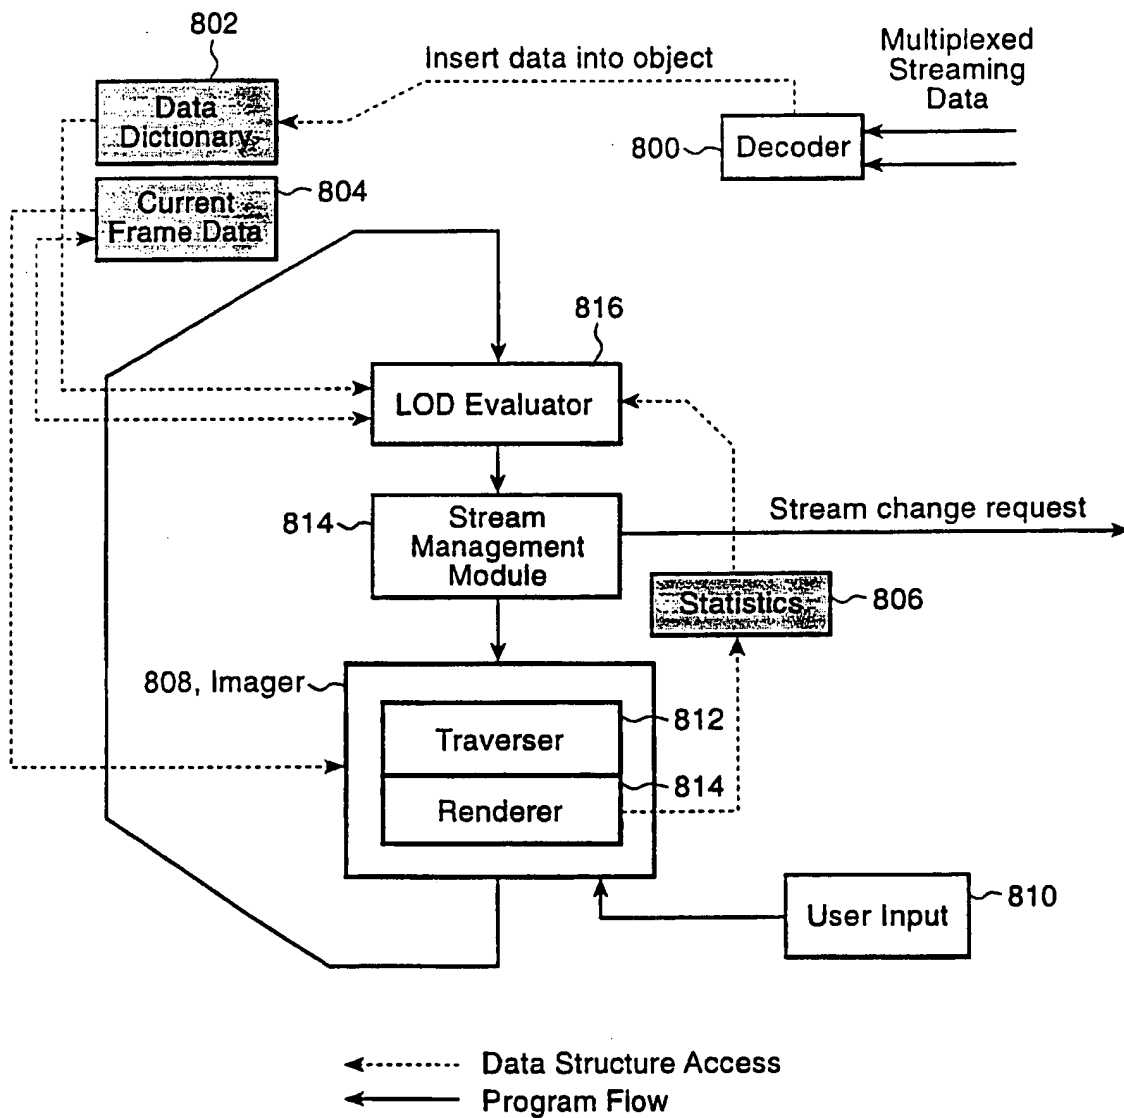 802
Insert data into object
Multiplexed
Streaming
Data
Data
Dictionary
800
Decoder
804
Current
Frame Data
816
LOD Evaluator
814
Stream
Management
Module
Stream change request
Statistics
806
808, Imager
812
Traverser
814
Renderer
User Input
810
Data Structure Access
Program Flow